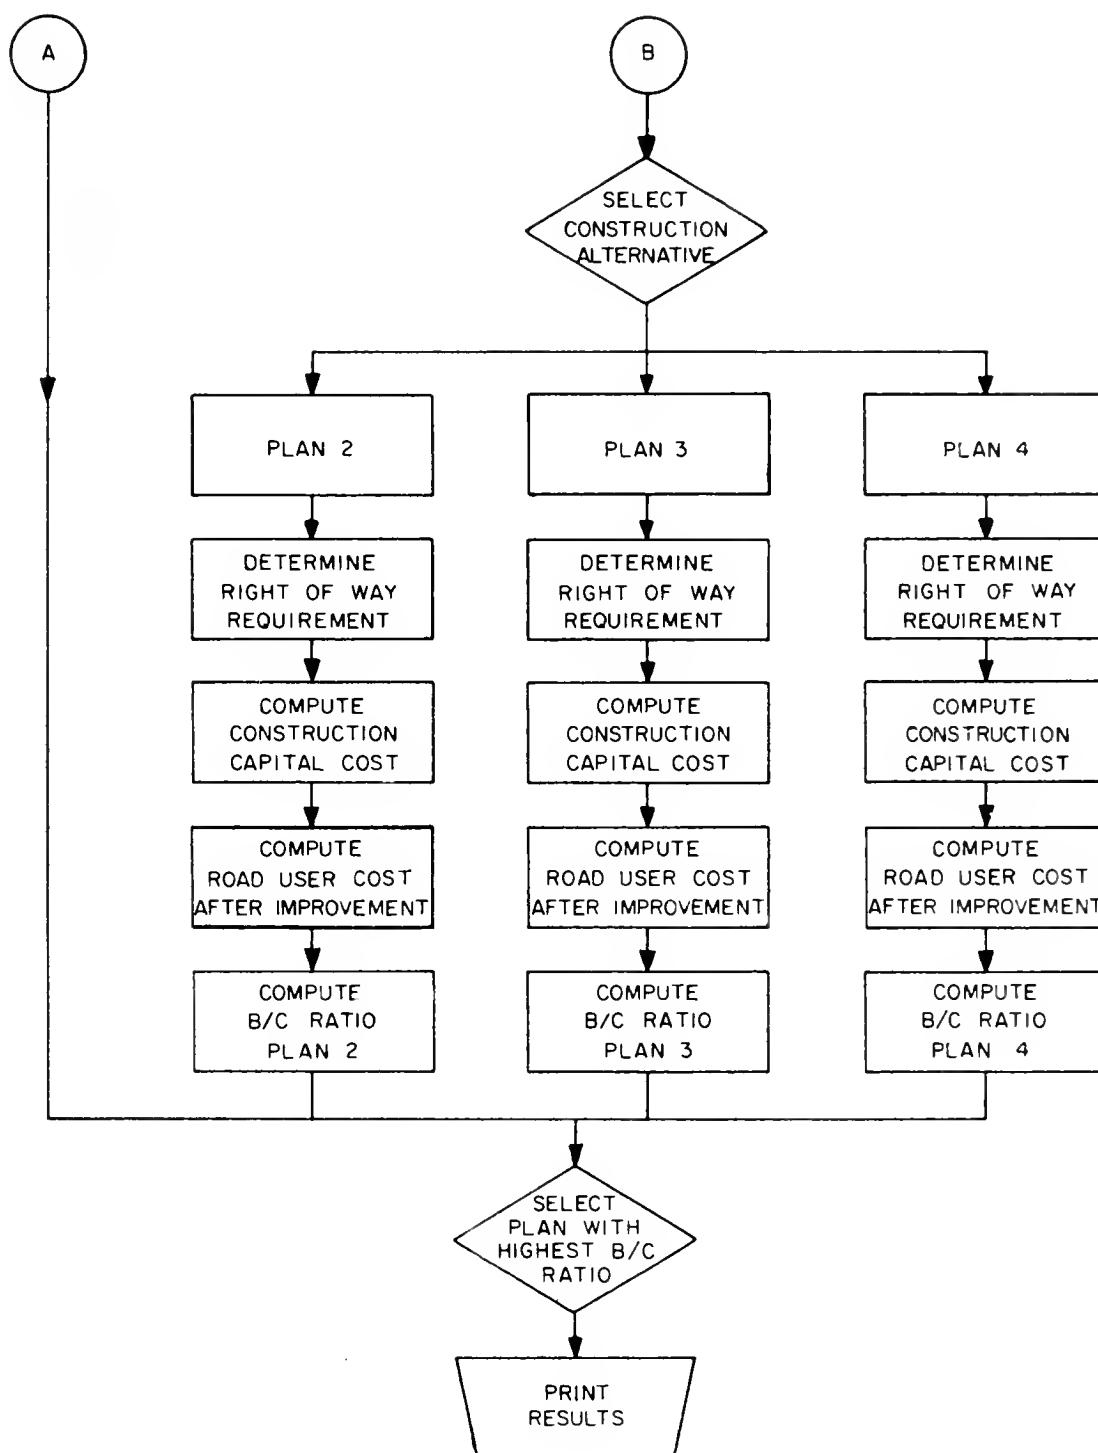 A
B
SELECT
CONSTRUCTION
ALTERNATIVE
PLAN 2
PLAN 3
PLAN 4
DETERMINE
RIGHT OF WAY
REQUIREMENT
DETERMINE
RIGHT OF WAY
REQUIREMENT
DETERMINE
RIGHT OF WAY
REQUIREMENT
COMPUTE
CONSTRUCTION
CAPITAL COST
COMPUTE
CONSTRUCTION
CAPITAL COST
COMPUTE
CONSTRUCTION
CAPITAL COST
COMPUTE
ROAD USER COST
AFTER IMPROVEMENT
COMPUTE
ROAD USER COST
AFTER IMPROVEMENT
COMPUTE
ROAD USER COST
AFTER IMPROVEMENT
COMPUTE
B/C RATIO
PLAN 2
COMPUTE
B/C RATIO
PLAN 3
COMPUTE
B/C RATIO
PLAN 4
SELECT
PLAN WITH
HIGHEST B/C
RATIO
PRINT
RESULTS